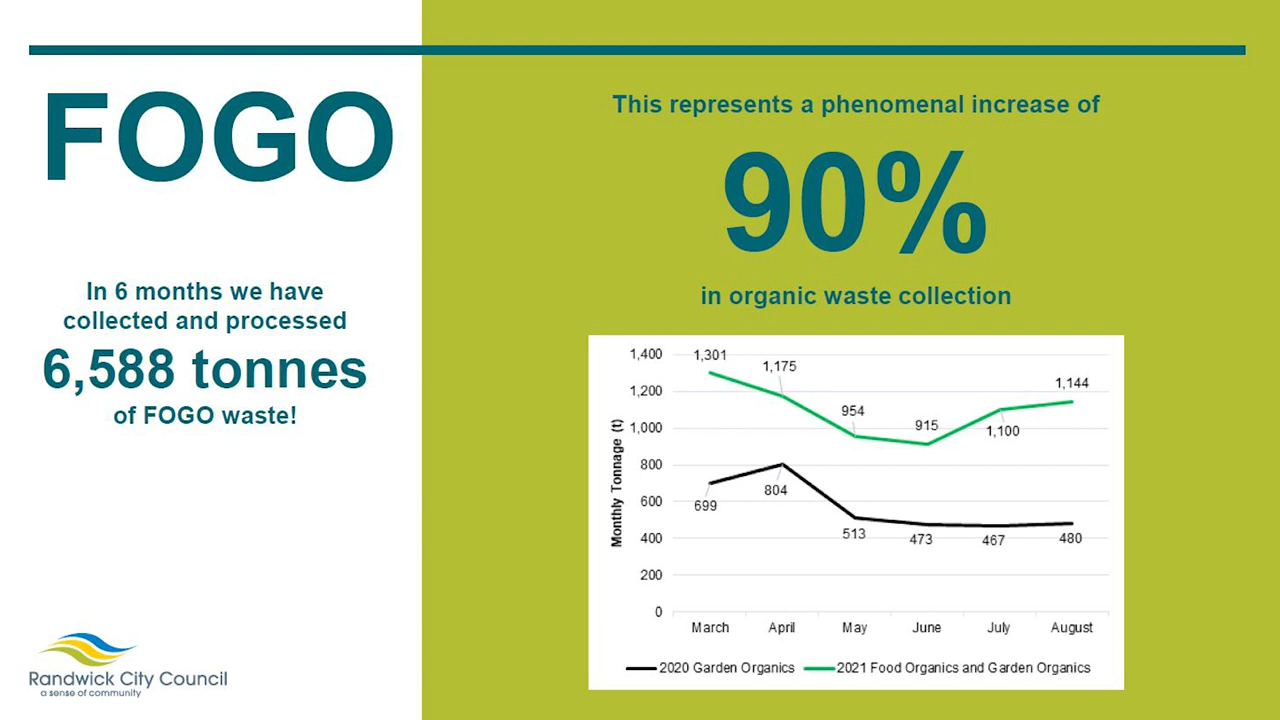 FOGO
In 6 months we have
collected and processed
6,588 tonnes
of FOGO waste!
Randwick City Council
a sense of community
This represents a phenomenal increase of
90%
in organic waste collection
Monthly Tonnage (t)
1,400
1,200
1,000
800
600
400
200
0
1,301
1,175
954
915
1,100
1,144
699
804
513
473
467
480
March April May June July August
2020 Garden Organics 2021 Food Organics and Garden Organics